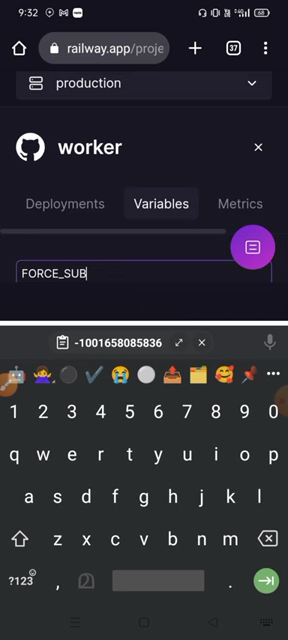 9:32
68
railway.app/proje
37
production
worker
Deployments Variables Metrics
FORCE_SUB
-1001658085836
1 2 3 4 5 6 7 8 9 0
q w e r t y u i o p
a s d f g h j k l
z x c v b n m
?123 , .